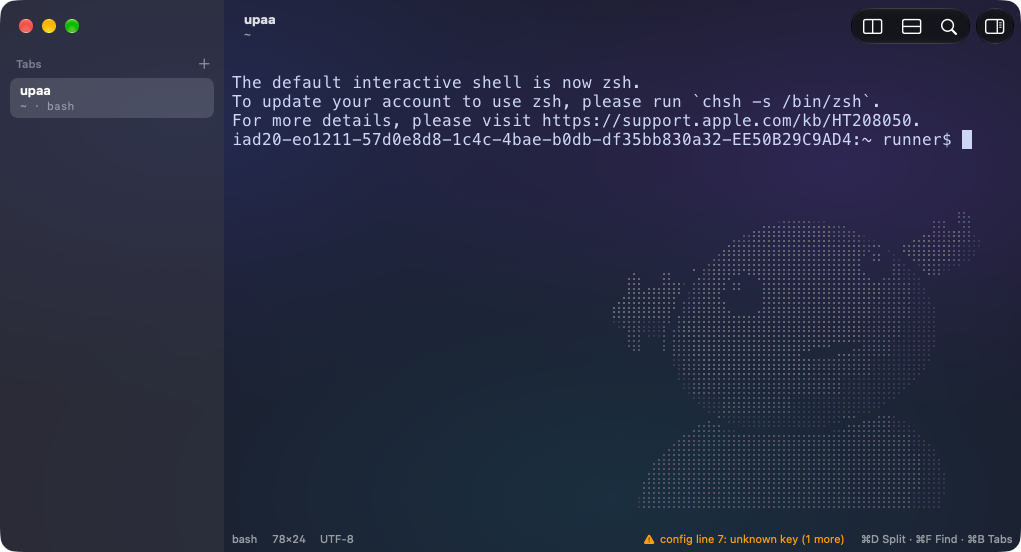 upaa
~
Tabs
+
upaa
~ · bash
The default interactive shell is now zsh.
To update your account to use zsh, please run `chsh -s /bin/zsh`.
For more details, please visit https://support.apple.com/kb/HT208050.
iad20-eo1211-57d0e8d8-1c4c-4bae-b0db-df35bb830a32-EE50B29C9AD4:~ runner$
bash 78×24 UTF-8
config line 7: unknown key (1 more) ⌘D Split · ⌘F Find · ⌘B Tabs